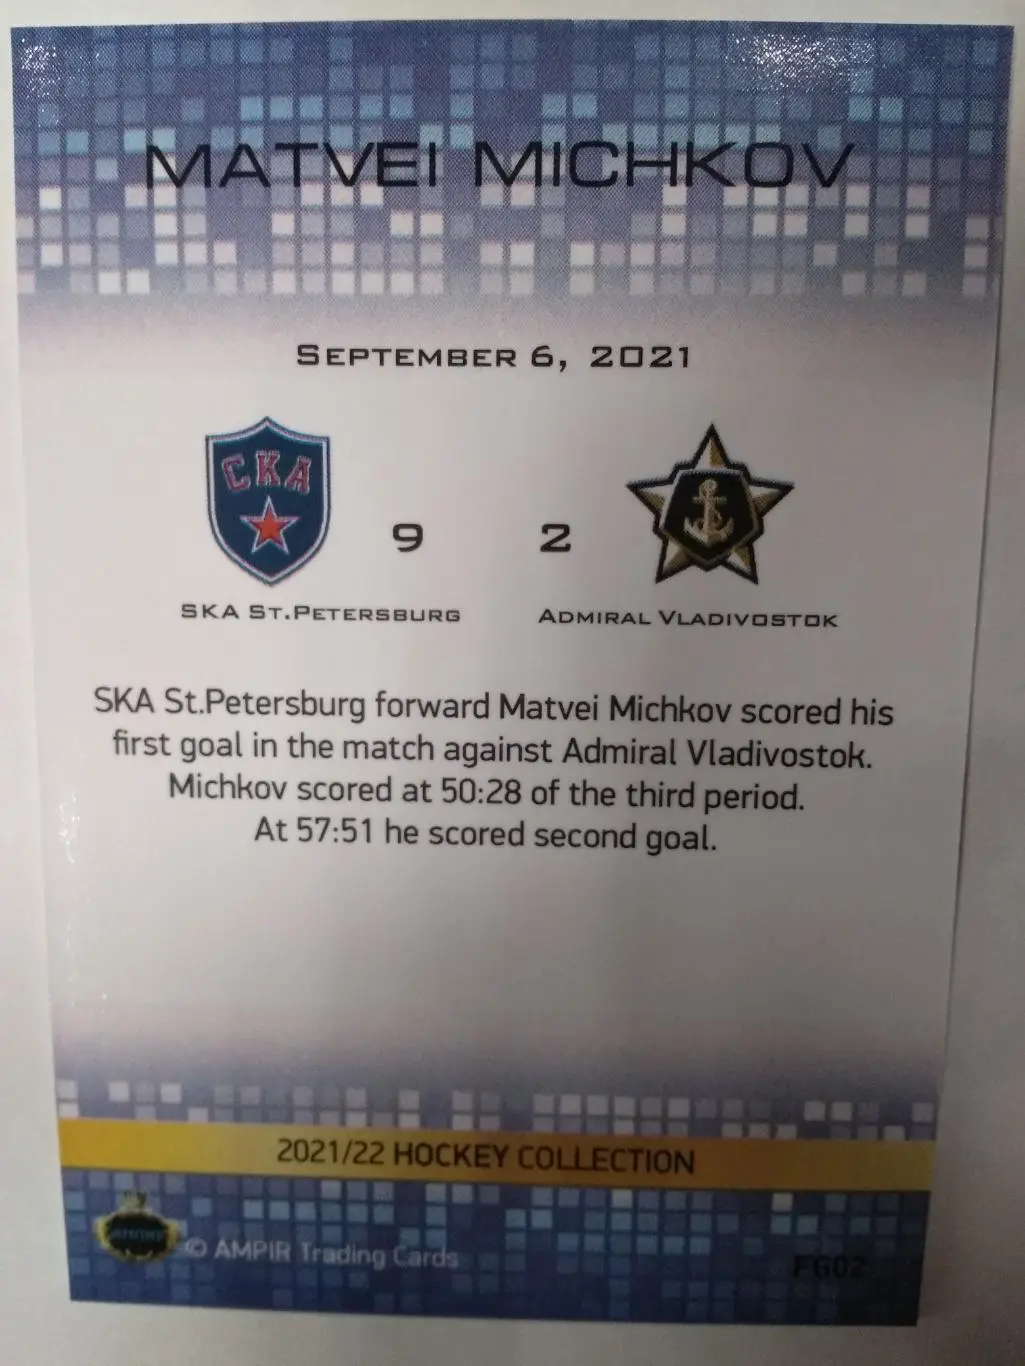 MATVEI MICHKOV
SEPTEMBER 6, 2021
СКА
9 2
SKA ST.PETERSBURG ADMIRAL VLADIVOSTOK
SKA St.Petersburg forward Matvei Michkov scored his
first goal in the match against Admiral Vladivostok.
Michkov scored at 50:28 of the third period.
At 57:51 he scored second goal.
2021/22 HOCKEY COLLECTION
© AMPIR Trading Cards
FG02